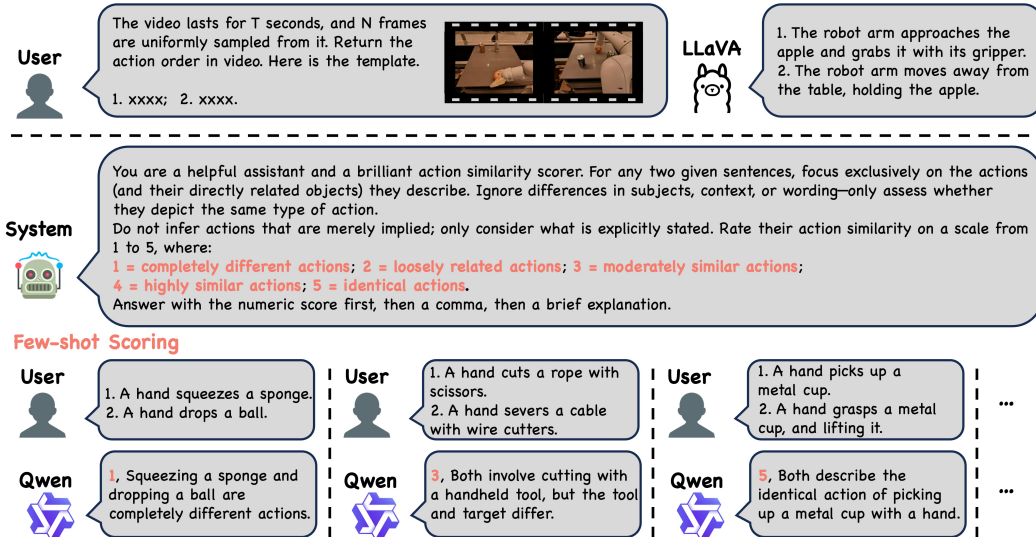 User
The video lasts for T seconds, and N frames
are uniformly sampled from it. Return the
action order in video. Here is the template.
1. xxxx; 2. xxxx.
LLaVA
1. The robot arm approaches the
apple and grabs it with its gripper.
2. The robot arm moves away from
the table, holding the apple.
System
You are a helpful assistant and a brilliant action similarity scorer. For any two given sentences, focus exclusively on the actions
(and their directly related objects) they describe. Ignore differences in subjects, context, or wording—only assess whether
they depict the same type of action.
Do not infer actions that are merely implied; only consider what is explicitly stated. Rate their action similarity on a scale from
1 to 5, where:
1 = completely different actions; 2 = loosely related actions; 3 = moderately similar actions;
4 = highly similar actions; 5 = identical actions.
Answer with the numeric score first, then a comma, then a brief explanation.
Few-shot Scoring
User
1. A hand squeezes a sponge.
2. A hand drops a ball.
User
1. A hand cuts a rope with
scissors.
2. A hand severs a cable
with wire cutters.
User
1. A hand picks up a
metal cup.
2. A hand grasps a metal
cup, and lifting it.
...
Qwen
1, Squeezing a sponge and
dropping a ball are
completely different actions.
Qwen
3, Both involve cutting with
a handheld tool, but the tool
and target differ.
Qwen
5, Both describe the
identical action of picking
up a metal cup with a hand.
...